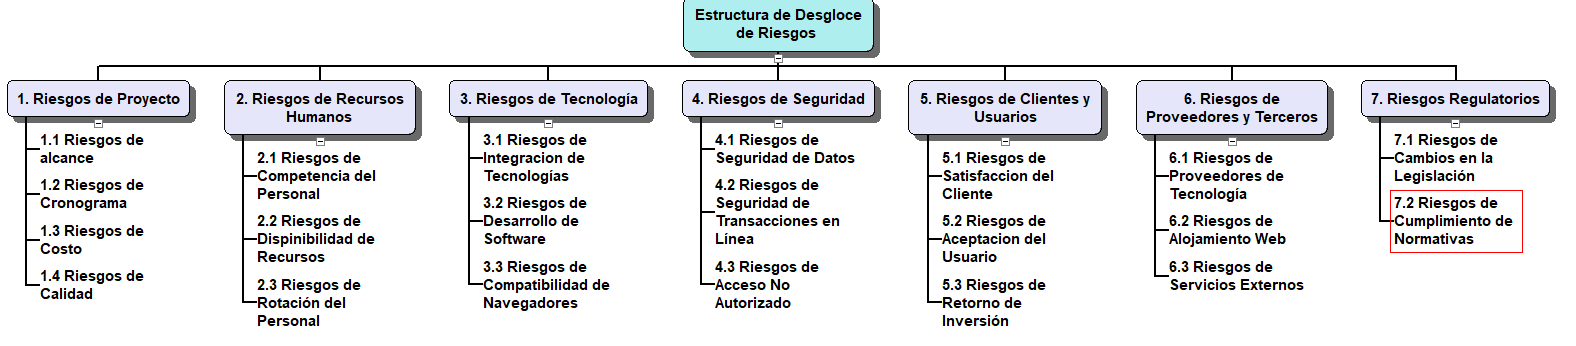 Estructura de Desgloce
de Riesgos
1. Riesgos de Proyecto
1.1 Riesgos de
alcance
1.2 Riesgos de
Cronograma
1.3 Riesgos de
Costo
1.4 Riesgos de
Calidad
2. Riesgos de Recursos
Humanos
2.1 Riesgos de
Competencia del
Personal
2.2 Riesgos de
Dispinibilidad de
Recursos
2.3 Riesgos de
Rotación del
Personal
3. Riesgos de Tecnología
3.1 Riesgos de
Integracion de
Tecnologías
3.2 Riesgos de
Desarrollo de
Software
3.3 Riesgos de
Compatibilidad de
Navegadores
4. Riesgos de Seguridad
4.1 Riesgos de
Seguridad de Datos
4.2 Riesgos de
Seguridad de
Transacciones en
Línea
4.3 Riesgos de
Acceso No
Autorizado
5. Riesgos de Clientes y
Usuarios
5.1 Riesgos de
Satisfaccion del
Cliente
5.2 Riesgos de
Aceptacion del
Usuario
5.3 Riesgos de
Retorno de
Inversión
6. Riesgos de
Proveedores y Terceros
6.1 Riesgos de
Proveedores de
Tecnología
6.2 Riesgos de
Alojamiento Web
6.3 Riesgos de
Servicios Externos
7. Riesgos Regulatorios
7.1 Riesgos de
Cambios en la
Legislación
7.2 Riesgos de
Cumplimiento de
Normativas